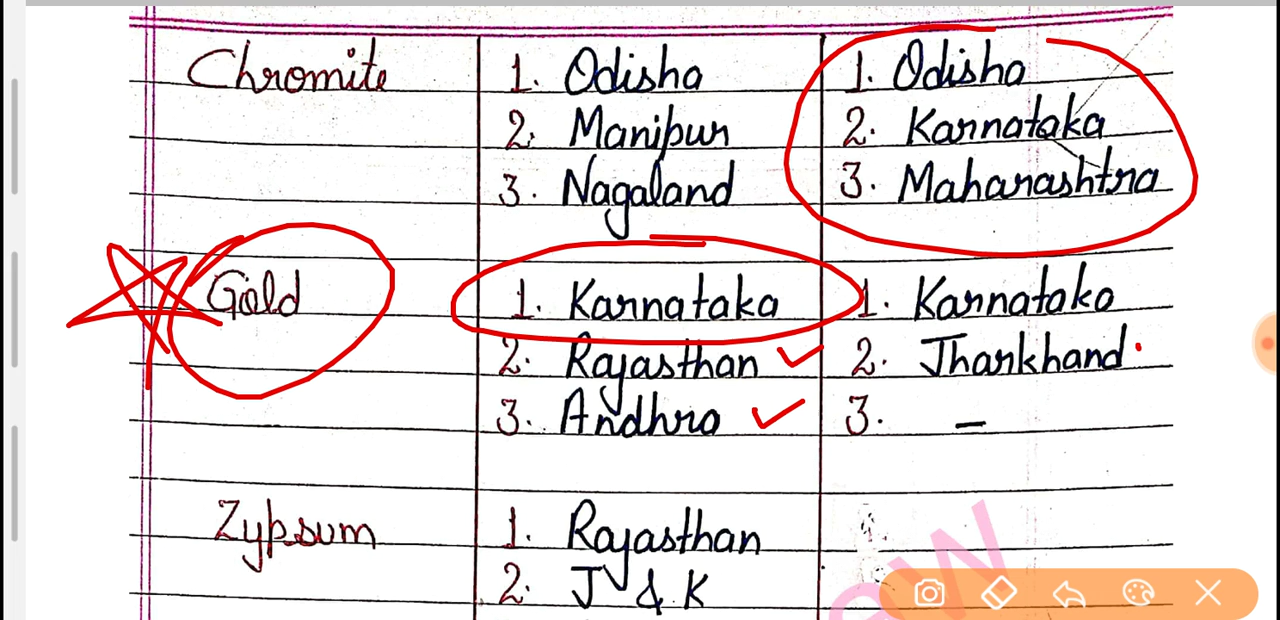 Chromite 1. Odisha 1. Odisha
2. Manipur 2. Karnataka
3. Nagaland 3. Maharashtra
Gold 1. Karnataka 1. Karnataka
2. Rajasthan ✓ 2. Jharkhand
3. Andhra ✓ 3. –
Zypsum 1. Rajasthan
2. J & K